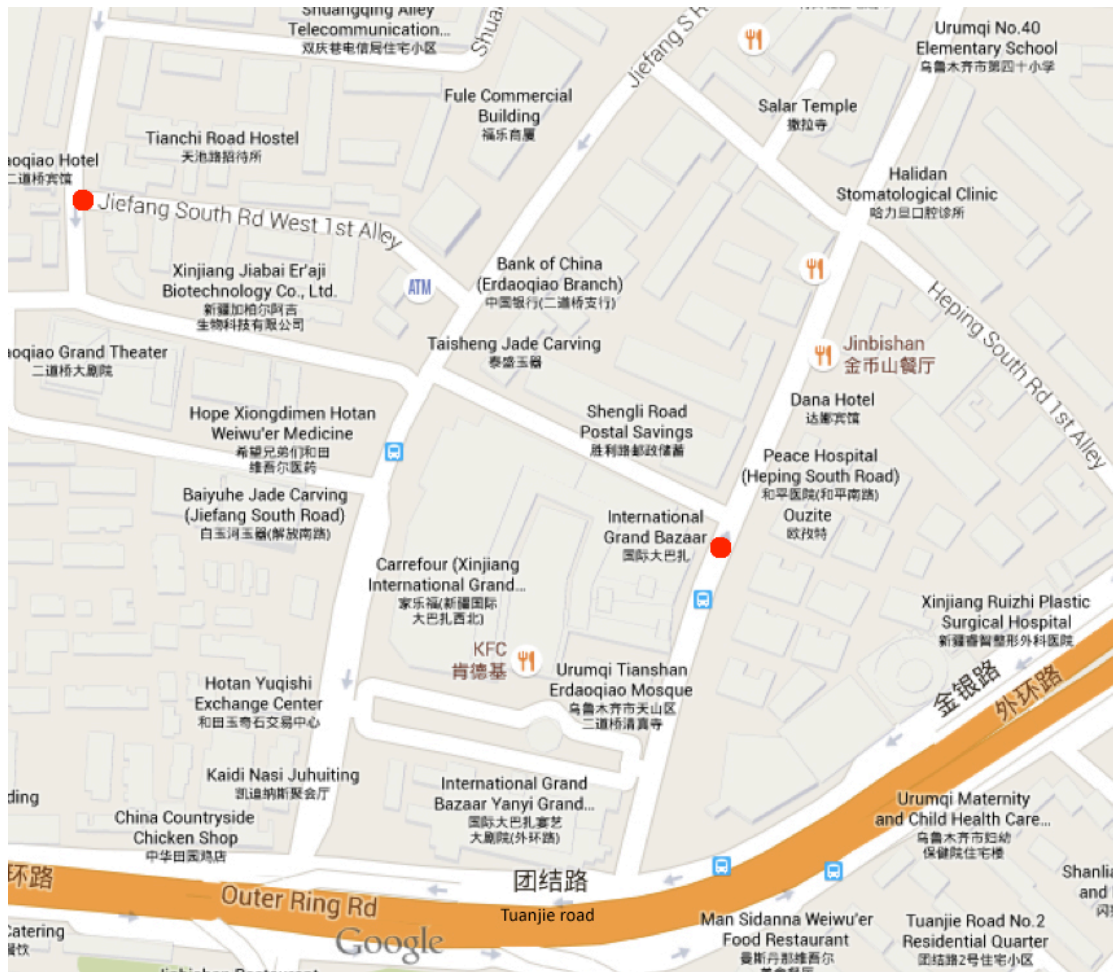 Shuangqing Alley
Telecommunication...
双庆巷电信局住宅小区
Shua
Jiefang S R
Urumqi No.40
Elementary School
乌鲁木齐市第四十小学
Fule Commercial
Building
福乐商厦
Salar Temple
撒拉寺
Tianchi Road Hostel
天池路招待所
aoqiao Hotel
二道桥宾馆
Halidan
Stomatological Clinic
哈力旦口腔诊所
Jiefang South Rd West 1st Alley
Xinjiang Jiabai Er'aji
Biotechnology Co., Ltd.
新疆加柏尔阿吉
生物科技有限公司
ATM
Bank of China
(Erdaoqiao Branch)
中国银行(二道桥支行)
Heping South Rd 1st Alley
aoqiao Grand Theater
二道桥大剧院
Taisheng Jade Carving
泰盛玉器
Jinbishan
金币山餐厅
Hope Xiongdimen Hotan
Weiwu'er Medicine
希望兄弟们和田
维吾尔医药
Shengli Road
Postal Savings
胜利路邮政储蓄
Dana Hotel
达娜宾馆
Peace Hospital
(Heping South Road)
和平医院(和平南路)
Baiyuhe Jade Carving
(Jiefang South Road)
白玉河玉器(解放南路)
International
Grand Bazaar
国际大巴扎
Ouzite
欧孜特
Carrefour (Xinjiang
International Grand...
家乐福(新疆国际
大巴扎西北)
Xinjiang Ruizhi Plastic
Surgical Hospital
新疆睿智整形外科医院
KFC
肯德基
Urumqi Tianshan
Erdaoqiao Mosque
乌鲁木齐市天山区
二道桥清真寺
金银路
外环路
Hotan Yuqishi
Exchange Center
和田玉奇石交易中心
Kaidi Nasi Juhuiting
凯迪纳斯聚会厅
International Grand
Bazaar Yanyi Grand...
国际大巴扎宴艺
大剧院(外环路)
ding
China Countryside
Chicken Shop
中华田园鸡店
Urumqi Maternity
and Child Health Care...
乌鲁木齐市妇幼
保健院住宅楼
环路
Outer Ring Rd
团结路
Tuanjie road
Shanlia
and
闪
Catering
餐饮
Google
Man Sidanna Weiwu'er
Food Restaurant
曼斯丹那维吾尔
Tuanjie Road No.2
Residential Quarter
团结路2号住宅小区